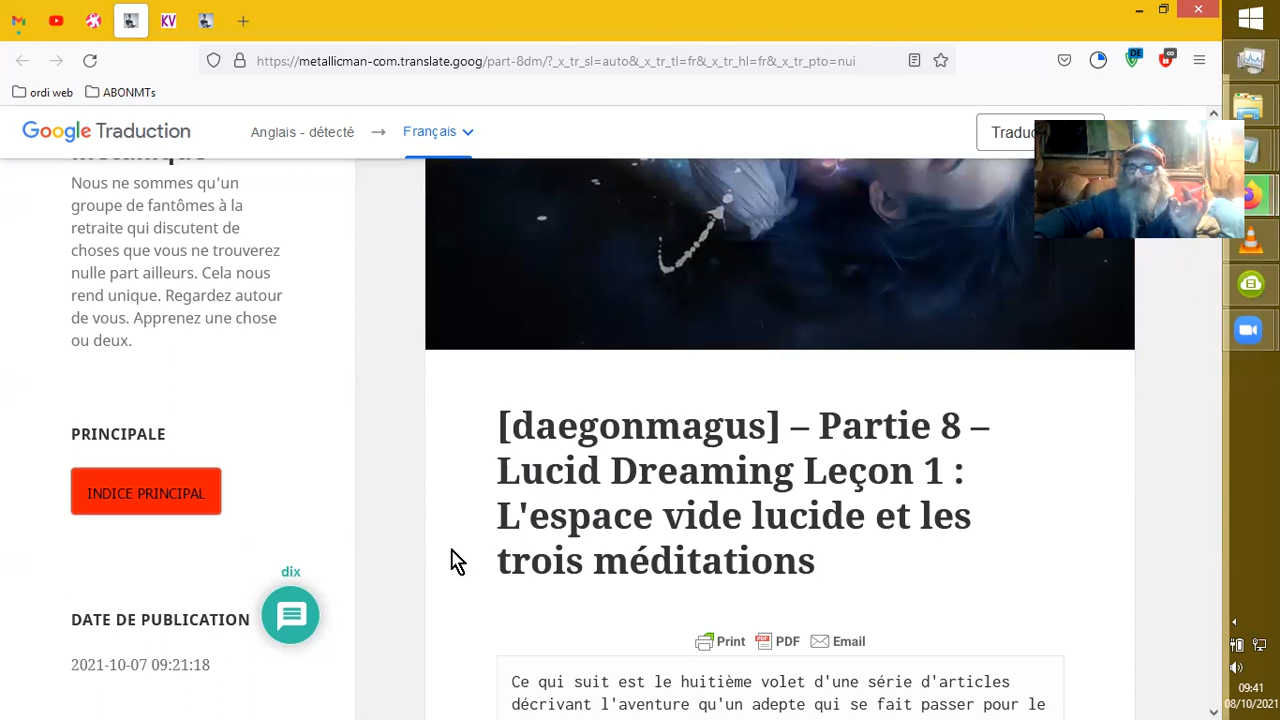 KV
https://metallicman-com.translate.goog/part-8dm/?_x_tr_sl=auto&_x_tr_tl=fr&_x_tr_hl=fr&_x_tr_pto=nui
DE
ordi web
ABONMTs
Google Traduction
Anglais - détecté
Français
Traduc
Métallique
Nous ne sommes qu'un
groupe de fantômes à la
retraite qui discutent de
choses que vous ne trouverez
nulle part ailleurs. Cela nous
rend unique. Regardez autour
de vous. Apprenez une chose
ou deux.
PRINCIPALE
INDICE PRINCIPAL
dix
DATE DE PUBLICATION
2021-10-07 09:21:18
[daegonmagus] – Partie 8 –
Lucid Dreaming Leçon 1 :
L'espace vide lucide et les
trois méditations
Print
PDF
Email
Ce qui suit est le huitième volet d'une série d'articles
décrivant l'aventure qu'un adepte qui se fait passer pour le
09:41
08/10/2021